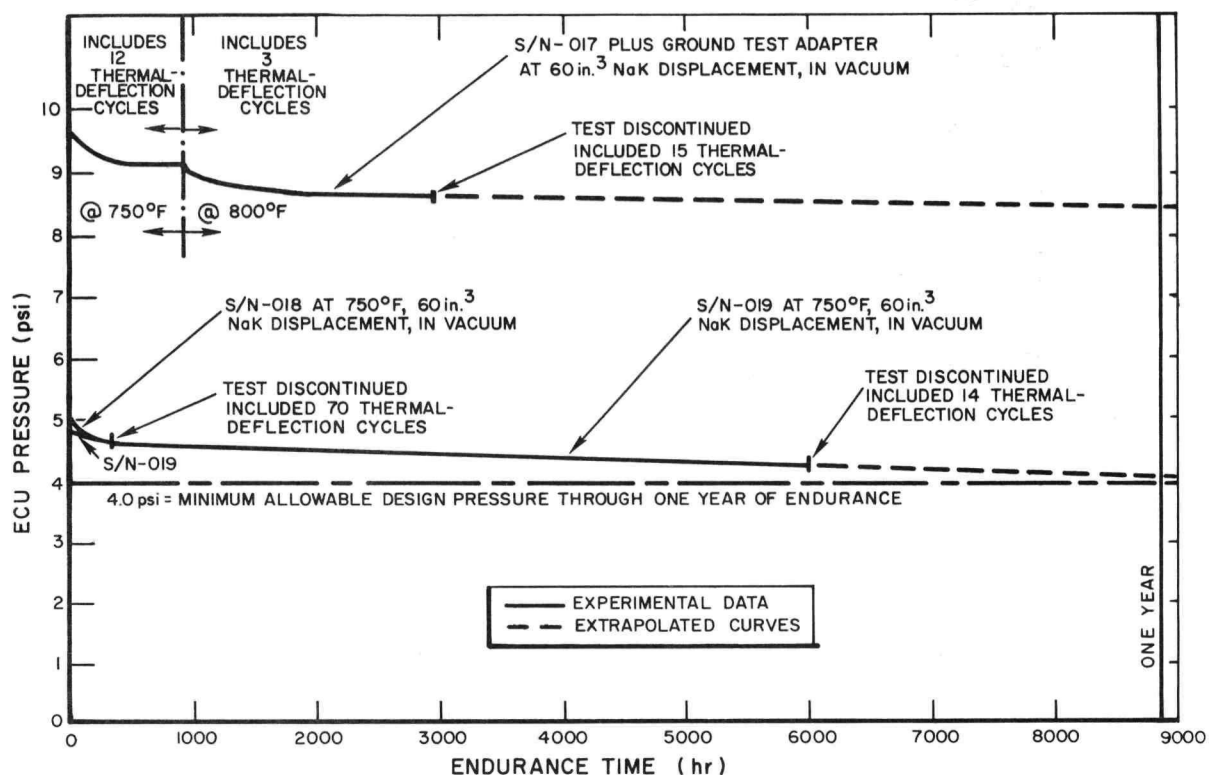 INCLUDES
12
THERMAL-
DEFLECTION
CYCLES
INCLUDES
3
THERMAL-
DEFLECTION
CYCLES
S/N-017 PLUS GROUND TEST ADAPTER
AT 60 in.³ NaK DISPLACEMENT, IN VACUUM
TEST DISCONTINUED
INCLUDED 15 THERMAL-
DEFLECTION CYCLES
@ 750°F
@ 800°F
S/N-018 AT 750°F, 60 in.³
NaK DISPLACEMENT, IN VACUUM
S/N-019 AT 750°F, 60 in.³
NaK DISPLACEMENT, IN VACUUM
TEST DISCONTINUED
INCLUDED 70 THERMAL-
DEFLECTION CYCLES
TEST DISCONTINUED
INCLUDED 14 THERMAL-
DEFLECTION CYCLES
S/N-019
4.0 psi = MINIMUM ALLOWABLE DESIGN PRESSURE THROUGH ONE YEAR OF ENDURANCE
EXPERIMENTAL DATA
EXTRAPOLATED CURVES
ONE YEAR
ECU PRESSURE (psi)
10
9
8
7
6
5
4
3
2
1
0
0 1000 2000 3000 4000 5000 6000 7000 8000 9000
ENDURANCE TIME (hr)